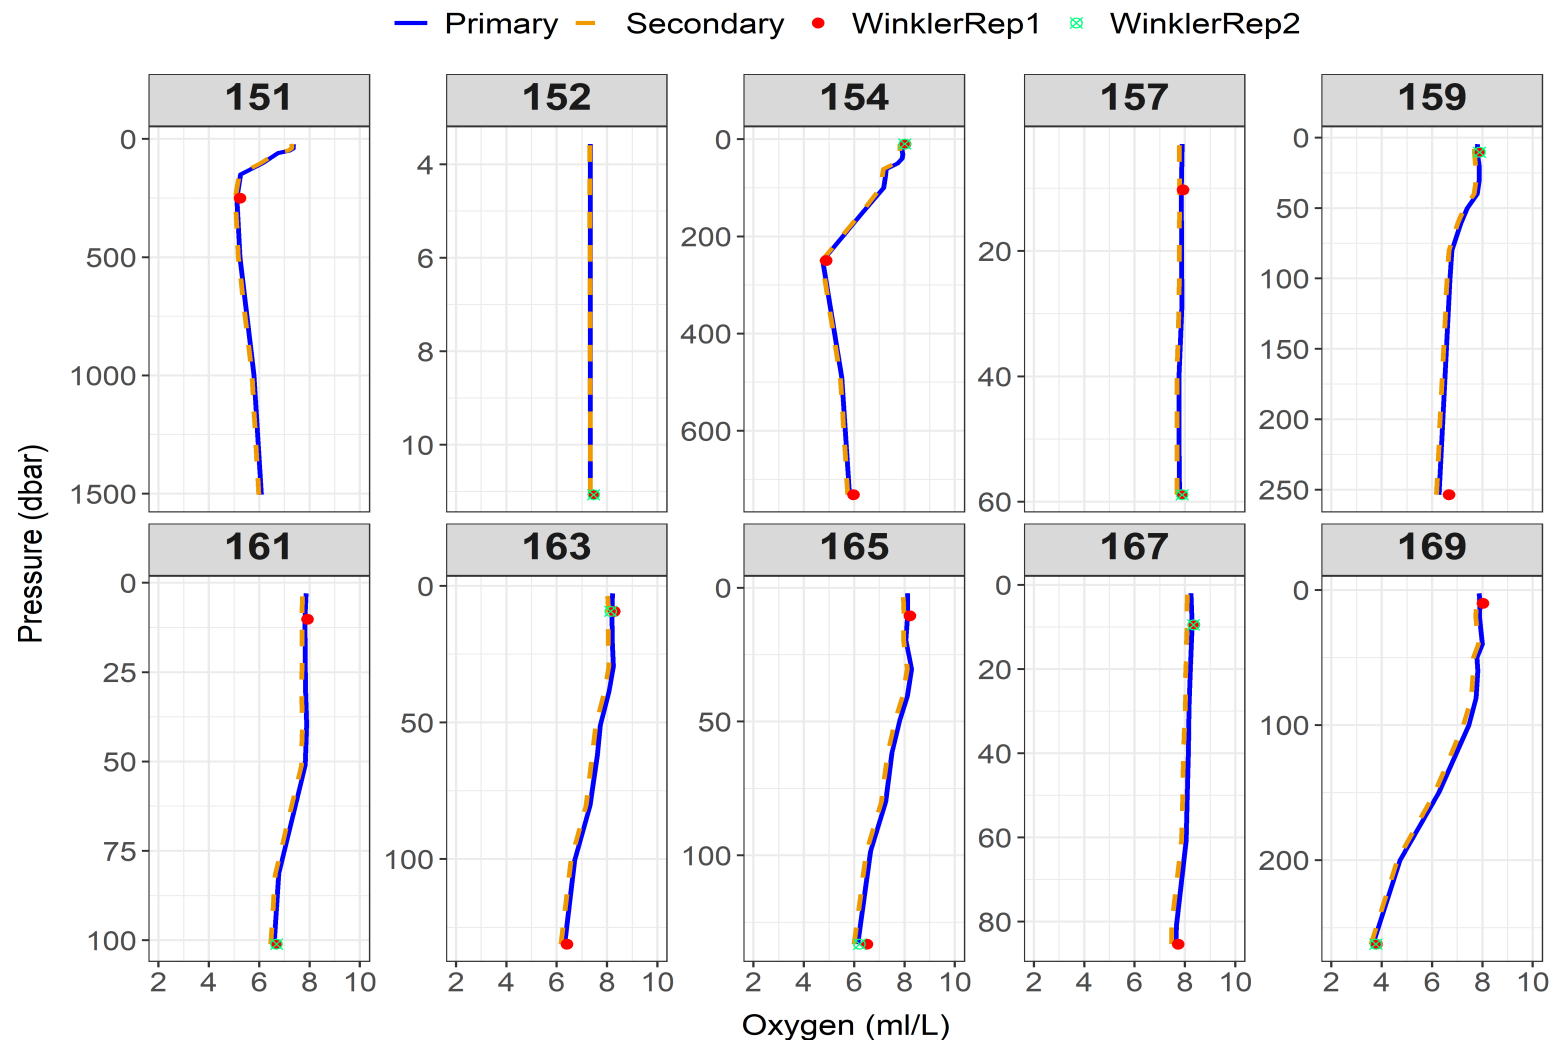 Primary Secondary WinklerRep1 WinklerRep2
151 152 154 157 159
0 500 1000 1500
4 6 8 10
0 200 400 600
20 40 60
0 50 100 150 200 250
161 163 165 167 169
0 25 50 75 100
0 50 100
0 50 100
0 20 40 60 80
0 100 200
2 4 6 8 10 2 4 6 8 10 2 4 6 8 10 2 4 6 8 10 2 4 6 8 10
Pressure (dbar)
Oxygen (ml/L)